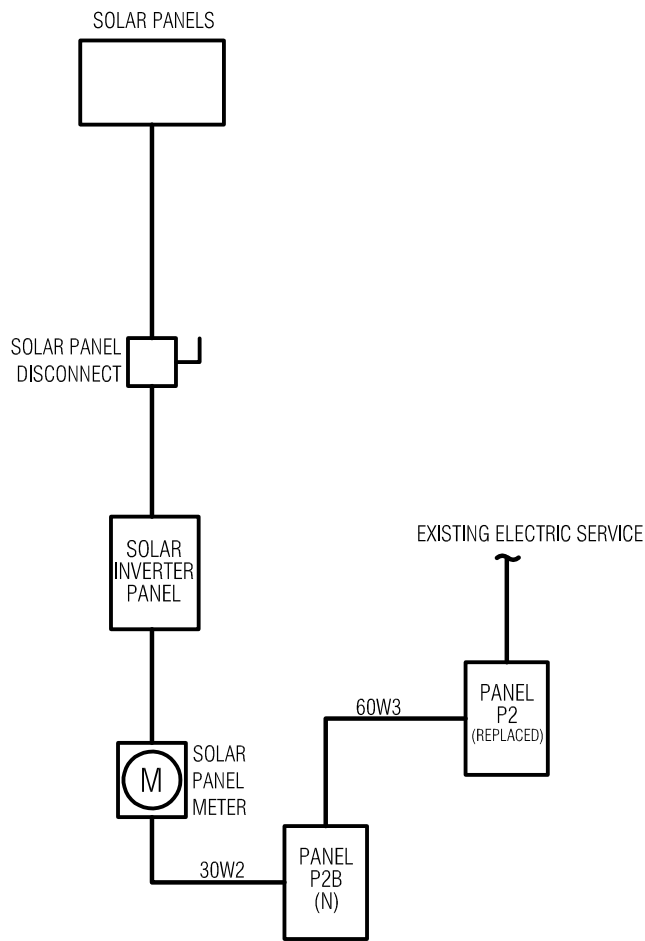 SOLAR PANELS
SOLAR PANEL
DISCONNECT
SOLAR
INVERTER
PANEL
EXISTING ELECTRIC SERVICE
PANEL
P2
(REPLACED)
60W3
M
SOLAR
PANEL
METER
30W2
PANEL
P2B
(N)